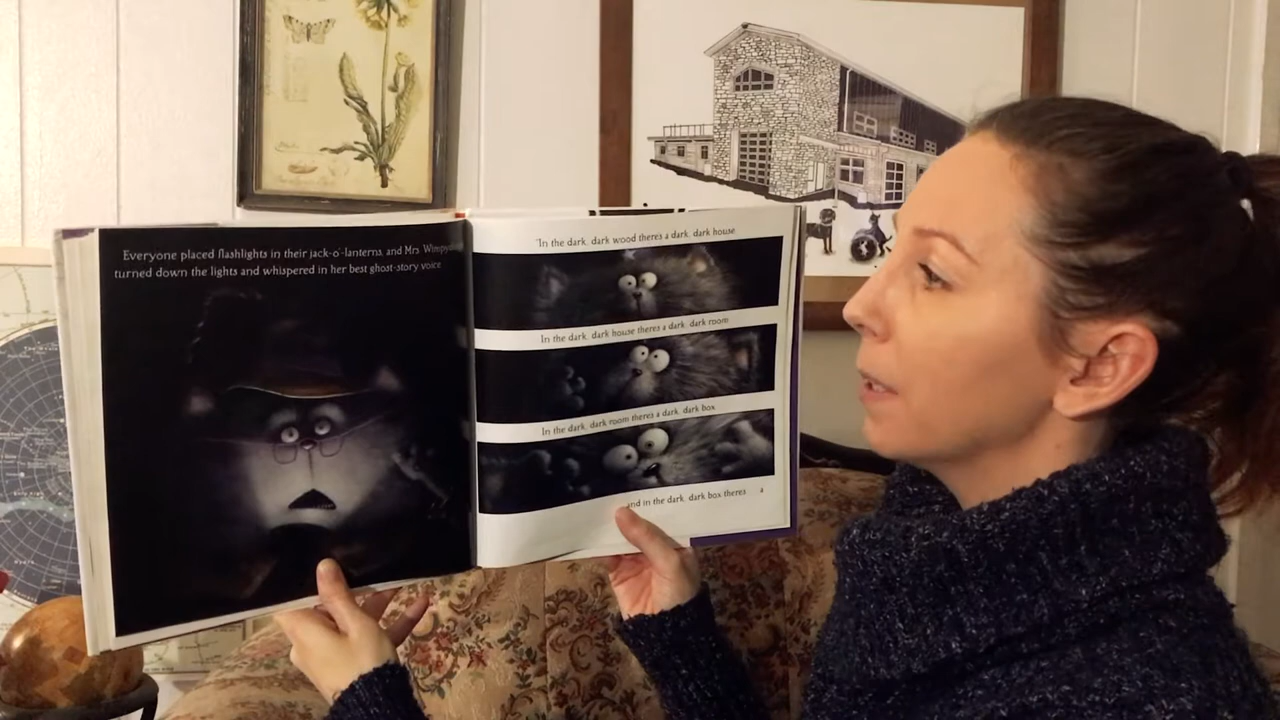 Everyone placed flashlights in their jack-o'-lanterns, and Mrs. Wimpydimple
turned down the lights and whispered in her best ghost-story voice
"In the dark, dark wood there's a dark, dark house.
In the dark, dark house there's a dark, dark room
In the dark, dark room there's a dark, dark box
and in the dark, dark box there's a